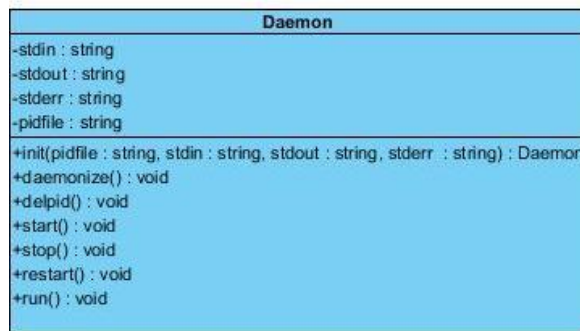 Daemon
-stdin : string
-stdout : string
-stderr : string
-pidfile : string
+init(pidfile : string, stdin : string, stdout : string, stderr : string) : Daemon
+daemonize() : void
+delpid() : void
+start() : void
+stop() : void
+restart() : void
+run() : void